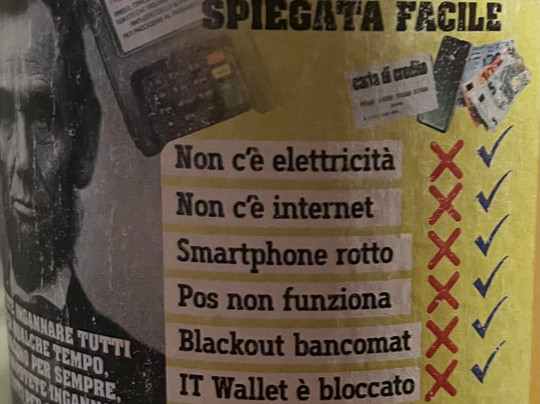 SPIEGATA FACILE
carta di credito
Non c'è elettricità
Non c'è internet
Smartphone rotto
Pos non funziona
Blackout bancomat
IT Wallet è bloccato
INGANNARE TUTTI
QUALCHE TEMPO,
PER SEMPRE,